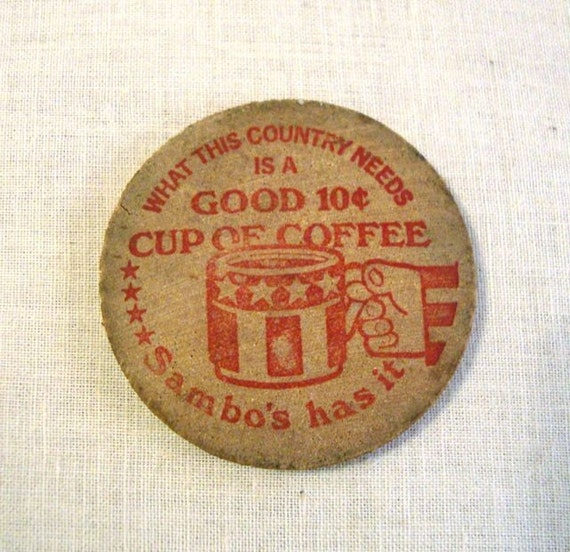 WHAT THIS COUNTRY NEEDS
IS A
GOOD 10¢
CUP OF COFFEE
Sambo's has it